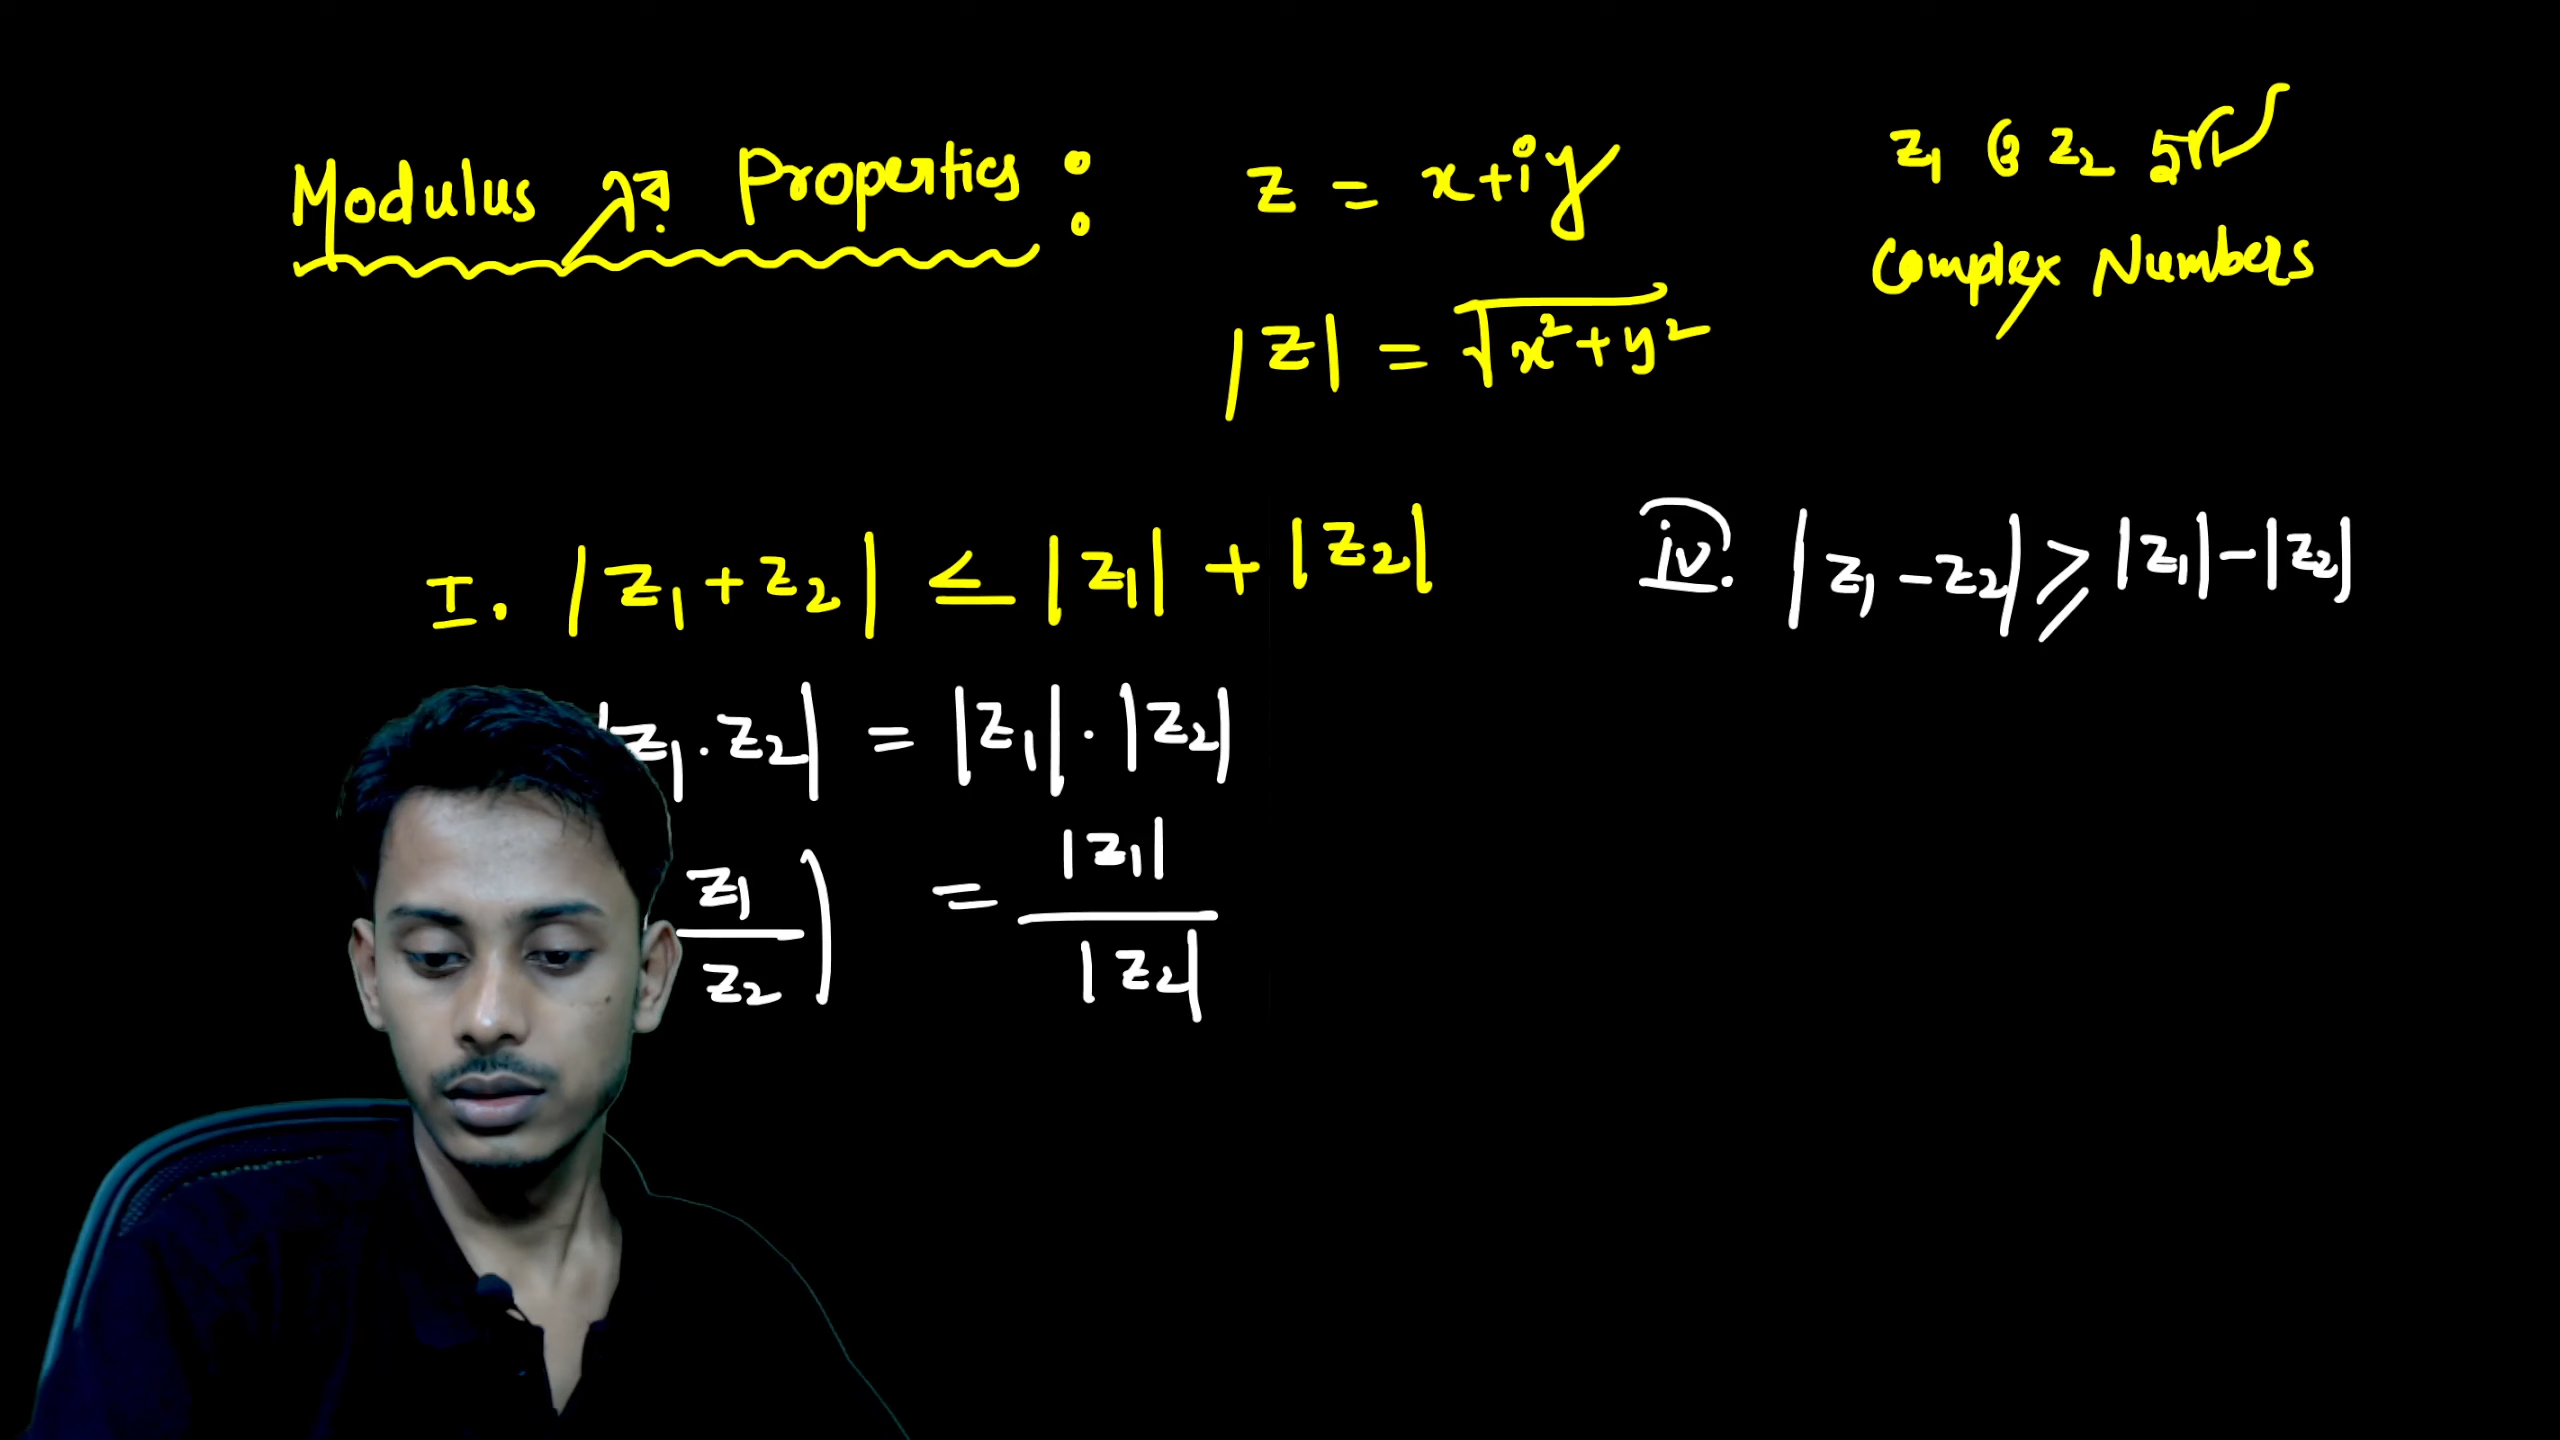 Modulus এর Properties :
z = x+iy
|z| = √x²+y²
z₁ ও z₂ দুটি
Complex Numbers
I. |z₁+z₂| ≤ |z₁| + |z₂|
z₁.z₂| = |z₁|.|z₂|
z₁/z₂| = |z₁|/|z₂|
iv. |z₁-z₂| ≥ |z₁|-|z₂|